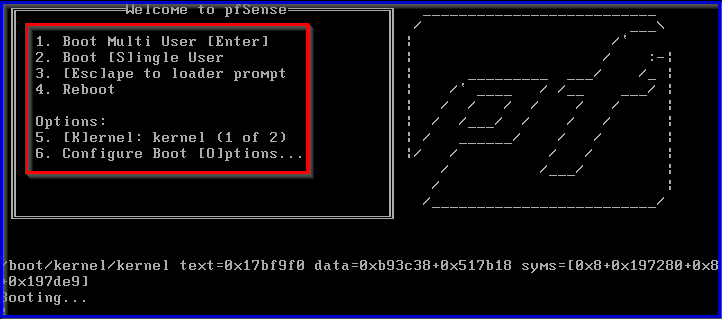 Welcome to pfSense
1. Boot Multi User [Enter]
2. Boot [S]ingle User
3. [Esc]ape to loader prompt
4. Reboot
Options:
5. [K]ernel: kernel (1 of 2)
6. Configure Boot [O]ptions...
/boot/kernel/kernel text=0x17bf9f0 data=0xb93c38+0x517b18 syms=[0x8+0x197280+0x8
+0x197de9]
Booting...